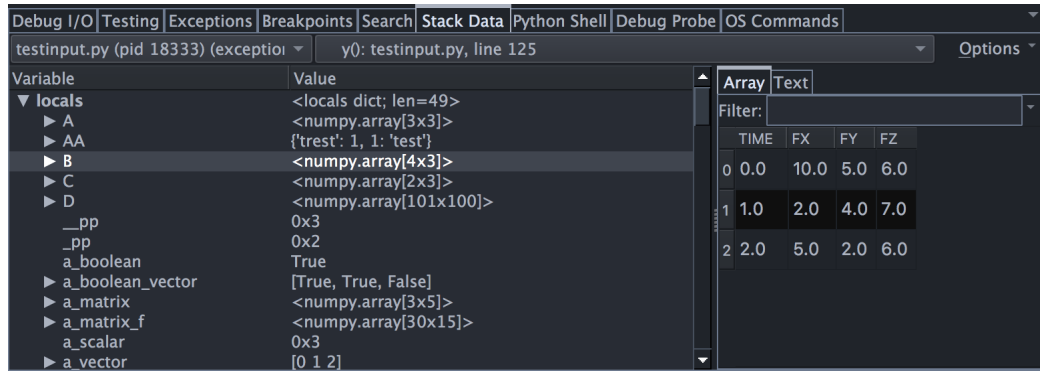 Debug I/O Testing Exceptions Breakpoints Search Stack Data Python Shell Debug Probe OS Commands
testinput.py (pid 18333) (exception y(): testinput.py, line 125 Options
Variable Value
locals <locals dict; len=49>
A <numpy.array[3x3]>
AA {'trest': 1, 1: 'test'}
B <numpy.array[4x3]>
C <numpy.array[2x3]>
D <numpy.array[101x100]>
__pp 0x3
_pp 0x2
a_boolean True
a_boolean_vector [True, True, False]
a_matrix <numpy.array[3x5]>
a_matrix_f <numpy.array[30x15]>
a_scalar 0x3
a_vector [0 1 2]
Array Text
Filter:
TIME FX FY FZ
0 0.0 10.0 5.0 6.0
1 1.0 2.0 4.0 7.0
2 2.0 5.0 2.0 6.0